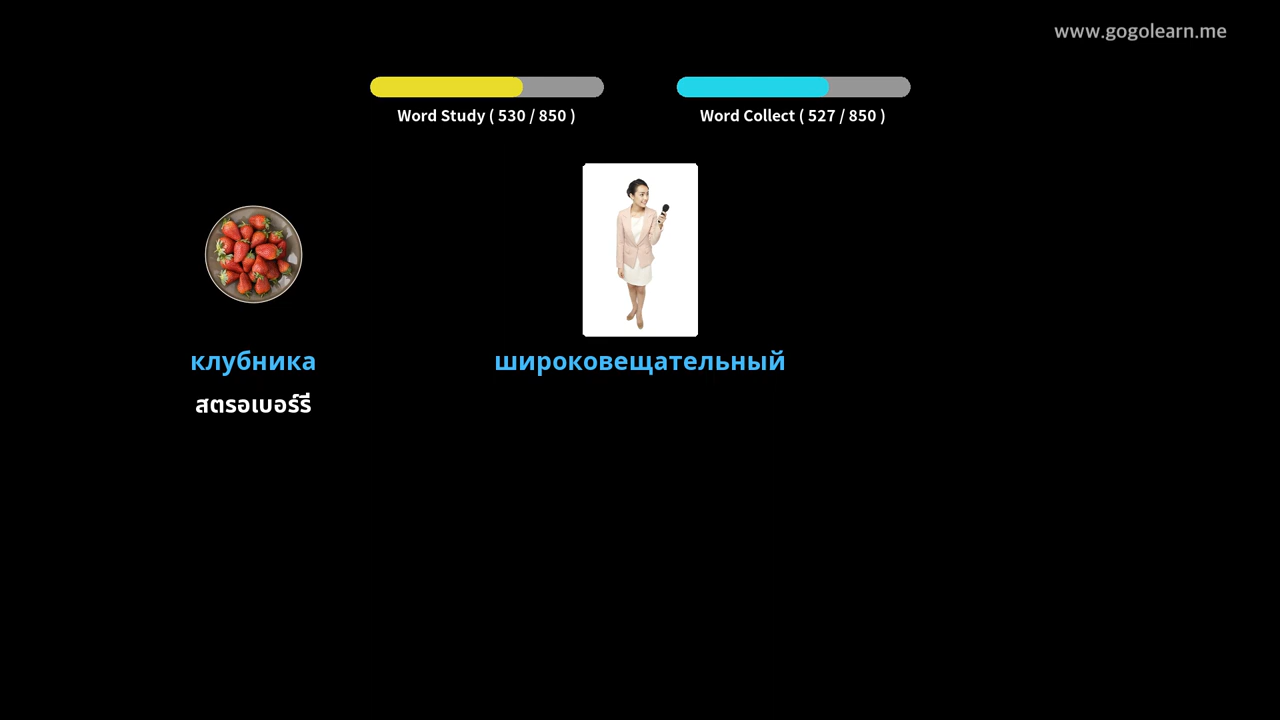 www.gogolearn.me
Word Study ( 530 / 850 )
Word Collect ( 527 / 850 )
клубника
широковещательный
สตรอเบอร์รี่